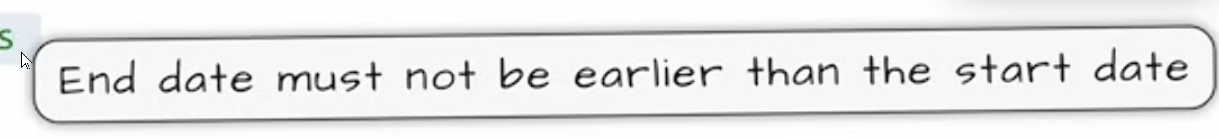 s
End date must not be earlier than the start date